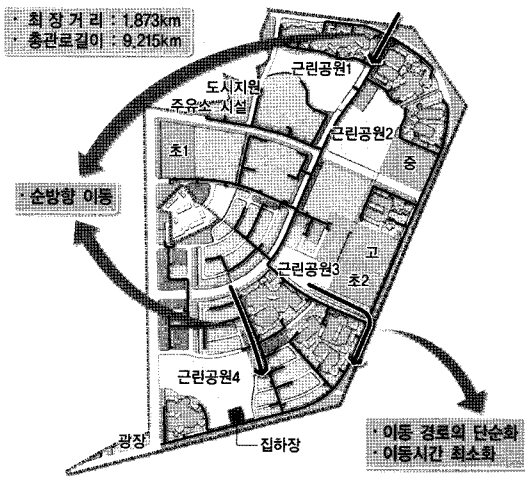 · 최 장 거 리 : 1,873km
· 총관로길이 : 9,215km
근린공원1
도시지원
주유소 시설
근린공원2
초1
중
· 순방향 이동
고
근린공원3
초2
근린공원4
· 이동 경로의 단순화
· 이동시간 최소화
광장
집하장